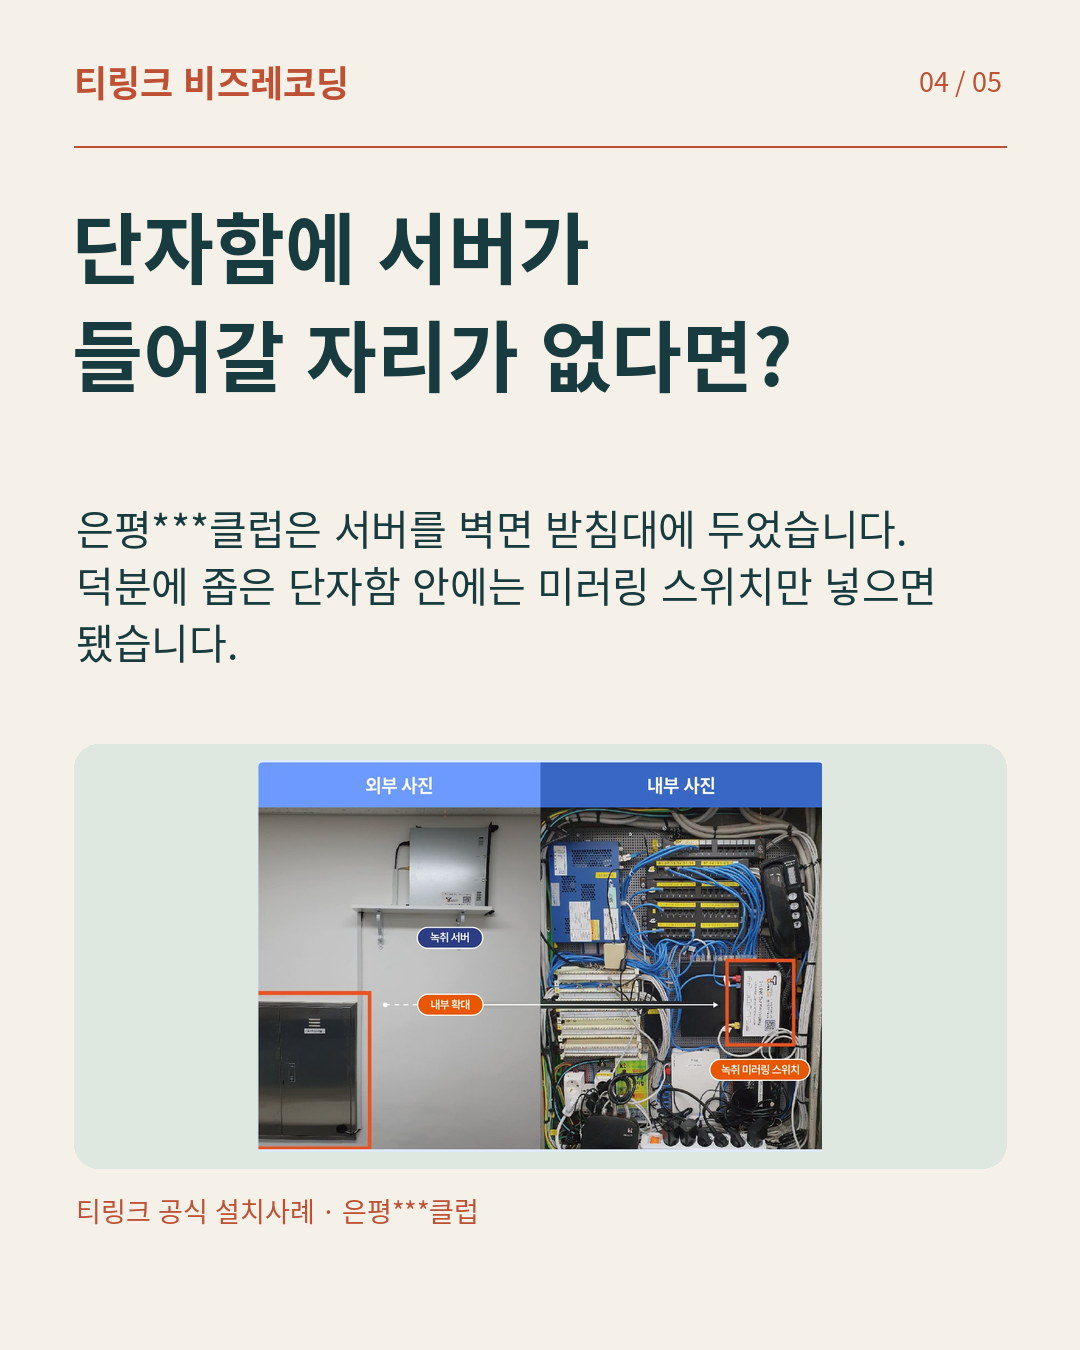 티링크 비즈레코딩
04 / 05
단자함에 서버가
들어갈 자리가 없다면?
은평***클럽은 서버를 벽면 받침대에 두었습니다.
덕분에 좁은 단자함 안에는 미러링 스위치만 넣으면
됐습니다.
외부 사진
내부 사진
녹취 서버
내부 확대
녹취 미러링 스위치
티링크 공식 설치사례 · 은평***클럽